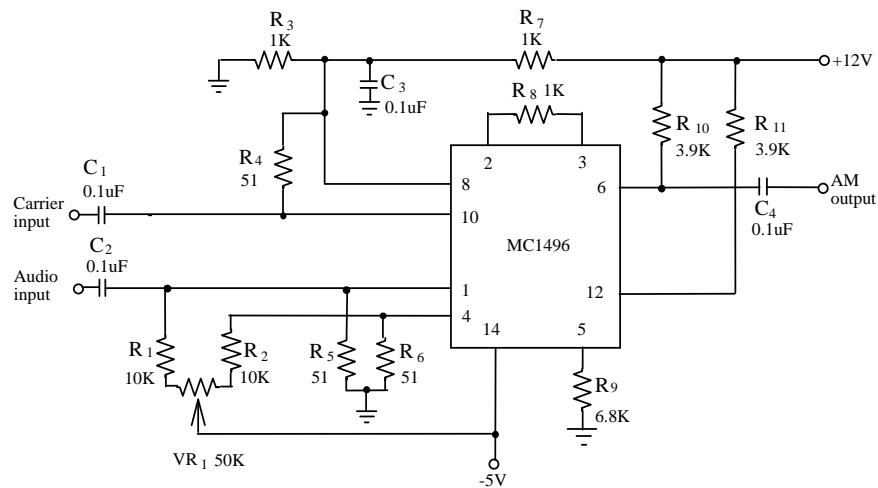 R3
1K
R7
1K
C3
0.1uF
+12V
R8 1K
R10
3.9K
R11
3.9K
R4
51
2
3
C1
0.1uF
8
6
AM
output
Carrier
input
10
C4
0.1uF
C2
0.1uF
MC1496
Audio
input
1
12
4
14
5
R1
10K
R2
10K
R5
51
R6
51
R9
6.8K
VR1 50K
-5V